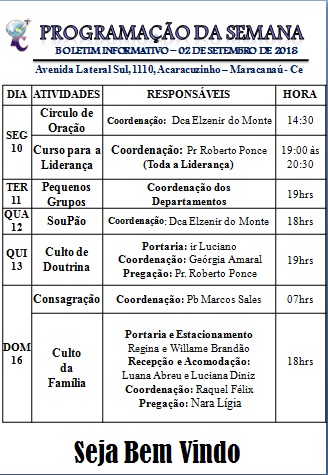 PROGRAMAÇÃO DA SEMANA
BOLETIM INFORMATIVO – 02 DE SETEMBRO DE 2018
Avenida Lateral Sul, 1110, Acaracuzinho – Maracanaú - Ce
DIA ATIVIDADES RESPONSÁVEIS HORA
SEG 10
Circulo de Oração
Coordenação: Dca Elzenir do Monte
14:30
Curso para a Liderança
Coordenação: Pr Roberto Ponce
(Toda a Liderança)
19:00 ás 20:30
TER 11
Pequenos Grupos
Coordenação dos Departamentos
19hrs
QUA 12
SouPão
Coordenação: Dca Elzenir do Monte
18hrs
QUI 13
Culto de Doutrina
Portaria: ir Luciano
Coordenação: Geórgia Amaral
Pregação: Pr. Roberto Ponce
19hrs
DOM 16
Consagração
Coordenação: Pb Marcos Sales
07hrs
Culto da Família
Portaria e Estacionamento
Regina e Willame Brandão
Recepção e Acomodação:
Luana Abreu e Luciana Diniz
Coordenação: Raquel Félix
Pregação: Nara Lígia
18hrs
Seja Bem Vindo